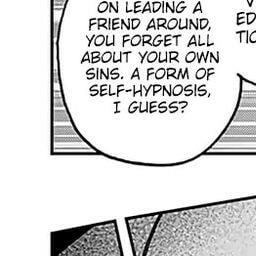 ON LEADING A
FRIEND AROUND,
YOU FORGET ALL
ABOUT YOUR OWN
SINS. A FORM OF
SELF-HYPNOSIS,
I GUESS?